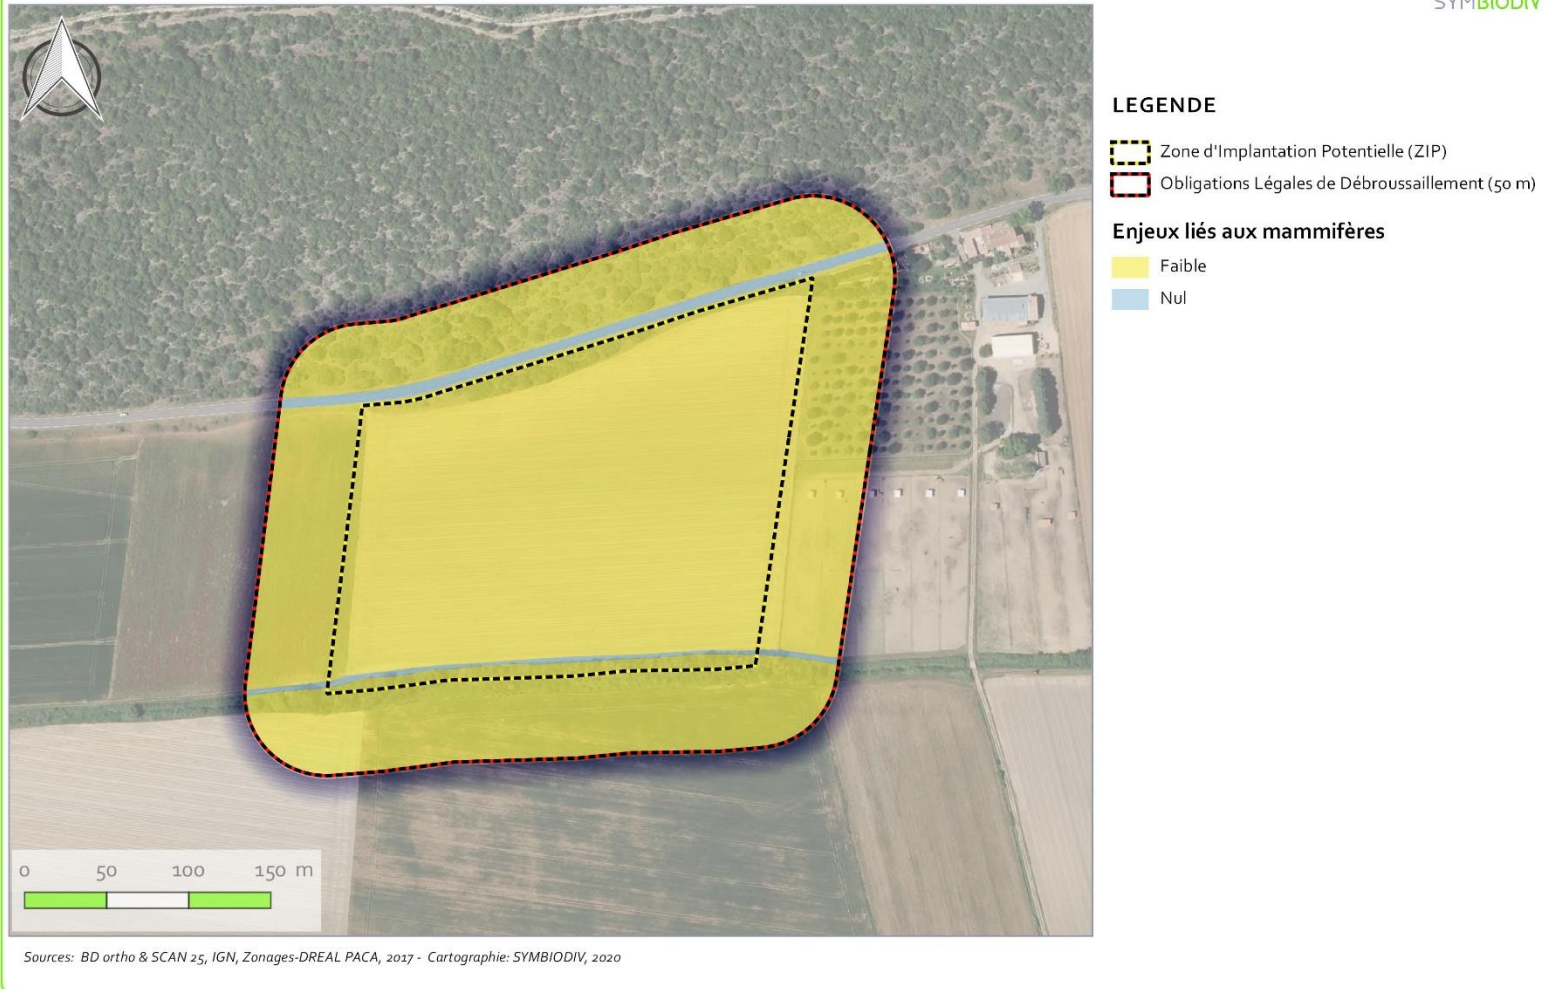 SYMBIODIV
LEGENDE
Zone d'Implantation Potentielle (ZIP)
Obligations Légales de Débroussaillement (50 m)
Enjeux liés aux mammifères
Faible
Nul
0 50 100 150 m
Sources: BD ortho & SCAN 25, IGN, Zonages-DREAL PACA, 2017 - Cartographie: SYMBIODIV, 2020